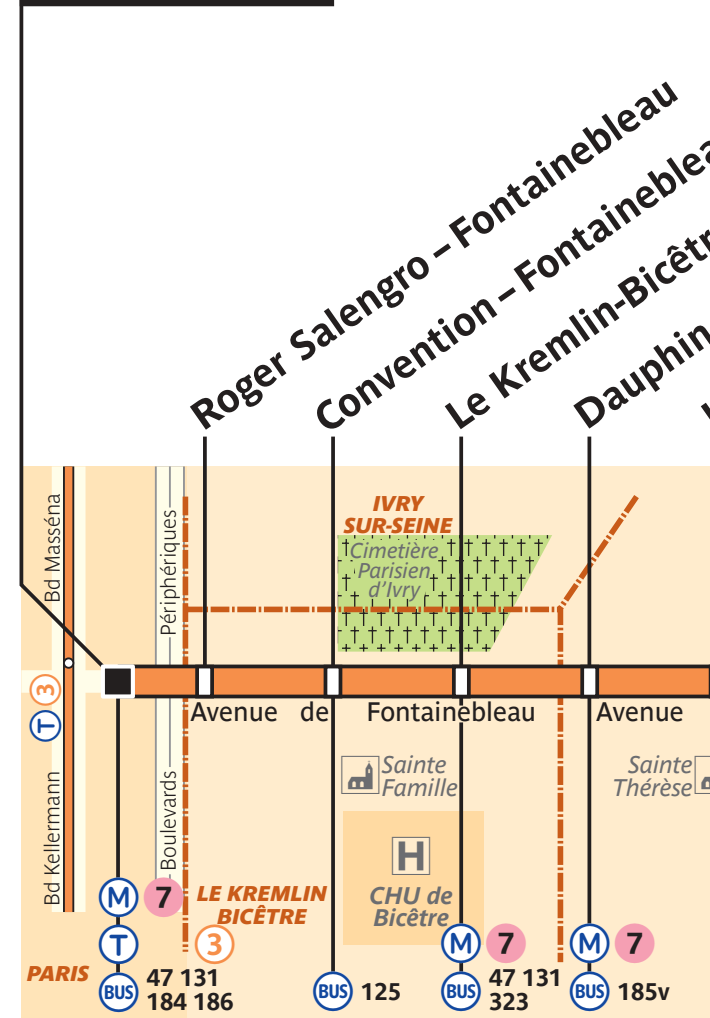 Roger Salengro – Fontainebleau
Convention – Fontaineblea
Le Kremlin-Bicêtr
Dauphin
Bd Masséna
Périphériques
IVRY
SUR-SEINE
Cimetière
Parisien
d'Ivry
3
T
Avenue de Fontainebleau
Avenue
Bd Kellermann
Boulevards
Sainte
Famille
Sainte
Thérèse
H
CHU de
Bicêtre
LE KREMLIN
BICÊTRE
PARIS
M 7
T 3
BUS 47 131
184 186
BUS 125
M 7
BUS 47 131
323
M 7
BUS 185v